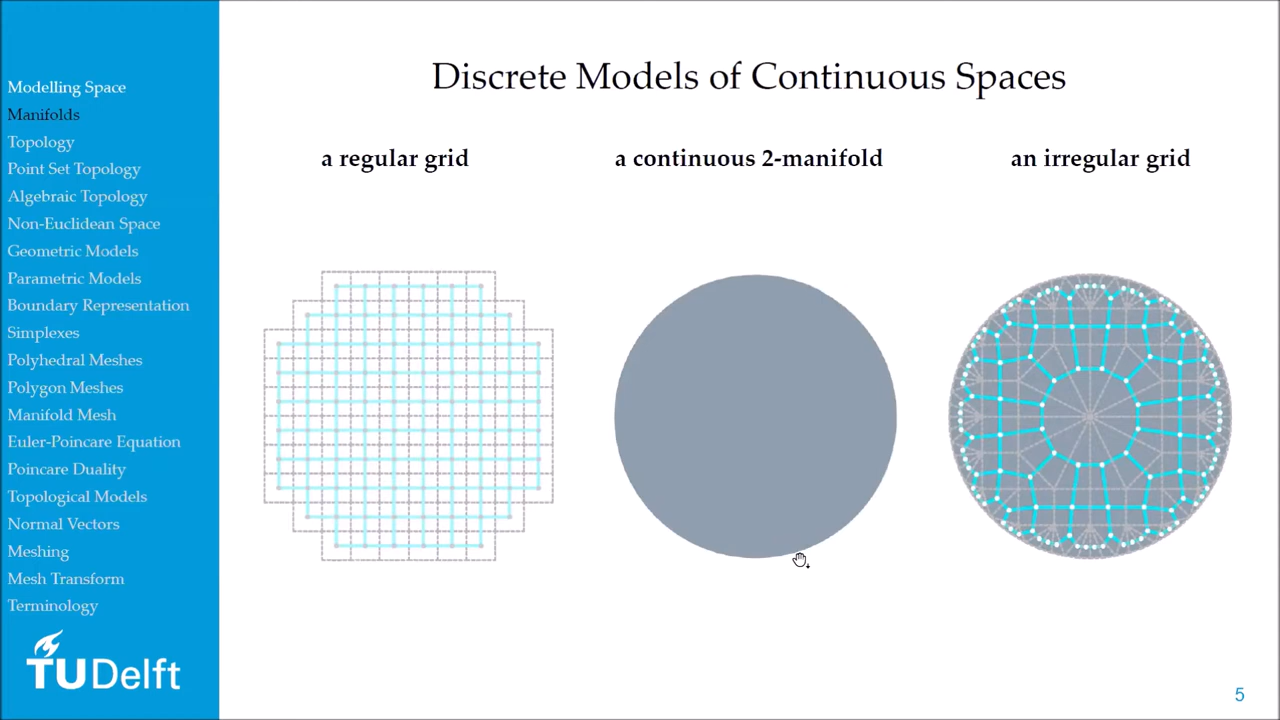 Modelling Space
Manifolds
Topology
Point Set Topology
Algebraic Topology
Non-Euclidean Space
Geometric Models
Parametric Models
Boundary Representation
Simplexes
Polyhedral Meshes
Polygon Meshes
Manifold Mesh
Euler-Poincare Equation
Poincare Duality
Topological Models
Normal Vectors
Meshing
Mesh Transform
Terminology
TUDelft
Discrete Models of Continuous Spaces
a regular grid
a continuous 2-manifold
an irregular grid
5